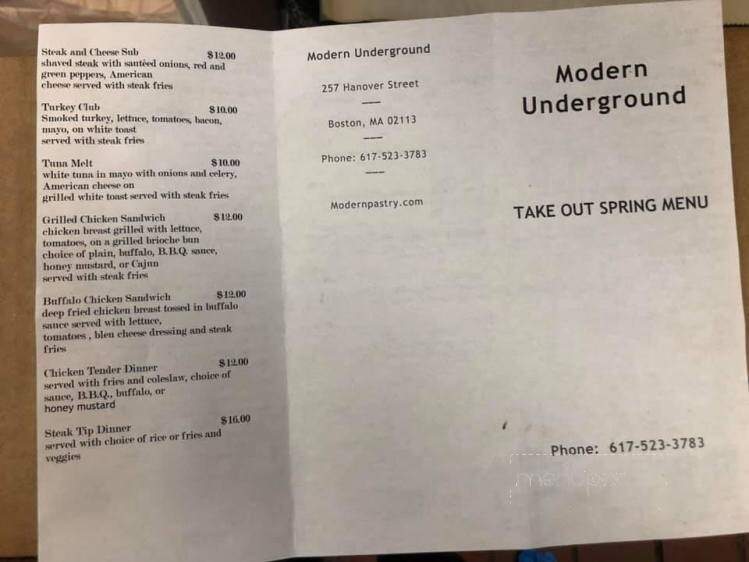 Steak and Cheese Sub $12.00
shaved steak with sautéed onions, red and
green peppers, American
cheese served with steak fries
Turkey Club $10.00
Smoked turkey, lettuce, tomatoes, bacon,
mayo, on white toast
served with steak fries
Tuna Melt $10.00
white tuna in mayo with onions and celery,
American cheese on
grilled white toast served with steak fries
Grilled Chicken Sandwich $12.00
chicken breast grilled with lettuce,
tomatoes, on a grilled brioche bun
choice of plain, buffalo, B.B.Q. sauce,
honey mustard, or Cajun
served with steak fries
Buffalo Chicken Sandwich $12.00
deep fried chicken breast tossed in buffalo
sauce served with lettuce,
tomatoes , bleu cheese dressing and steak
fries
Chicken Tender Dinner $12.00
served with fries and coleslaw, choice of
sauce, B.B.Q., buffalo, or
honey mustard
Steak Tip Dinner $16.00
served with choice of rice or fries and
veggies
Modern Underground
257 Hanover Street
Boston, MA 02113
Phone: 617-523-3783
Modernpastry.com
Modern
Underground
TAKE OUT SPRING MENU
Phone: 617-523-3783